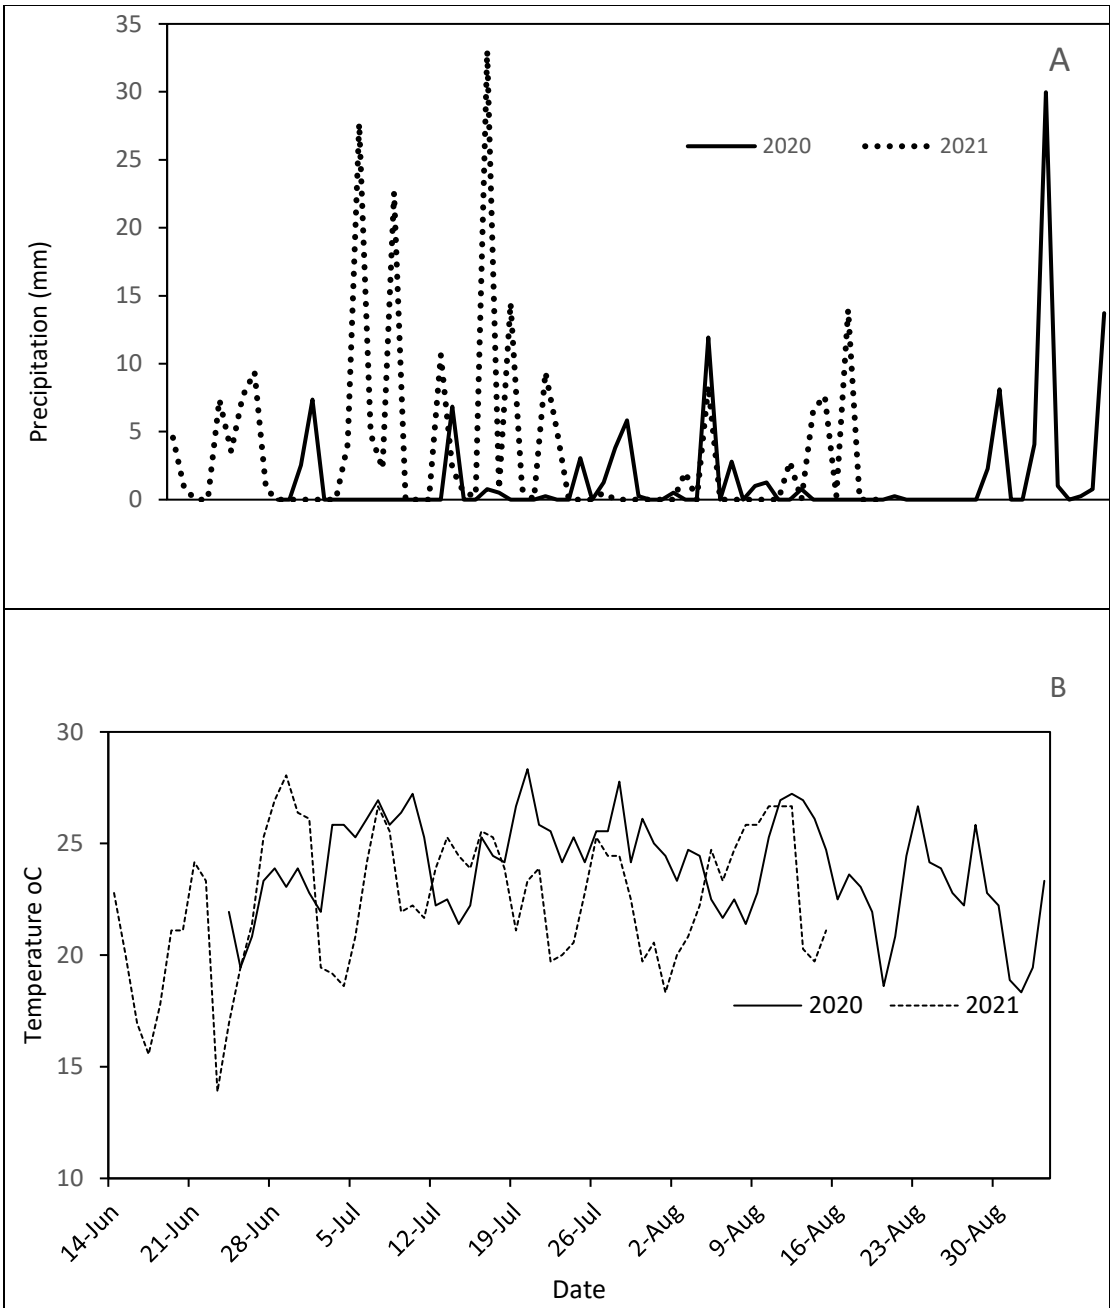 A
35
30
25
20
15
10
5
0
Precipitation (mm)
2020
2021
B
30
25
20
15
10
Temperature oC
2020
2021
14-Jun
21-Jun
28-Jun
5-Jul
12-Jul
19-Jul
26-Jul
2-Aug
9-Aug
16-Aug
23-Aug
30-Aug
Date